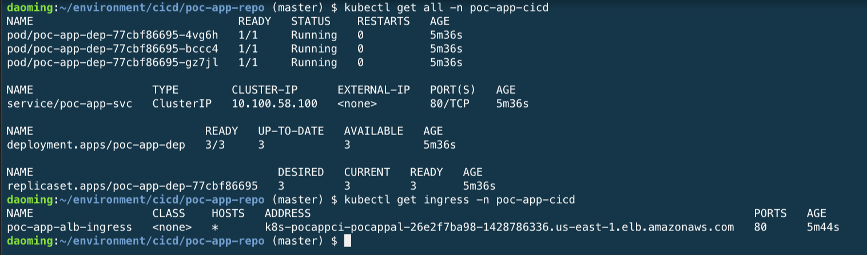 daoming:~/environment/cicd/poc-app-repo (master) $ kubectl get all -n poc-app-cicd
NAME READY STATUS RESTARTS AGE
pod/poc-app-dep-77cbf86695-4vg6h 1/1 Running 0 5m36s
pod/poc-app-dep-77cbf86695-bccc4 1/1 Running 0 5m36s
pod/poc-app-dep-77cbf86695-gz7jl 1/1 Running 0 5m36s
NAME TYPE CLUSTER-IP EXTERNAL-IP PORT(S) AGE
service/poc-app-svc ClusterIP 10.100.58.100 <none> 80/TCP 5m36s
NAME READY UP-TO-DATE AVAILABLE AGE
deployment.apps/poc-app-dep 3/3 3 3 5m36s
NAME DESIRED CURRENT READY AGE
replicaset.apps/poc-app-dep-77cbf86695 3 3 3 5m36s
daoming:~/environment/cicd/poc-app-repo (master) $ kubectl get ingress -n poc-app-cicd
NAME CLASS HOSTS ADDRESS PORTS AGE
poc-app-alb-ingress <none> * k8s-pocappci-pocappal-26e2f7ba98-1428786336.us-east-1.elb.amazonaws.com 80 5m44s
daoming:~/environment/cicd/poc-app-repo (master) $